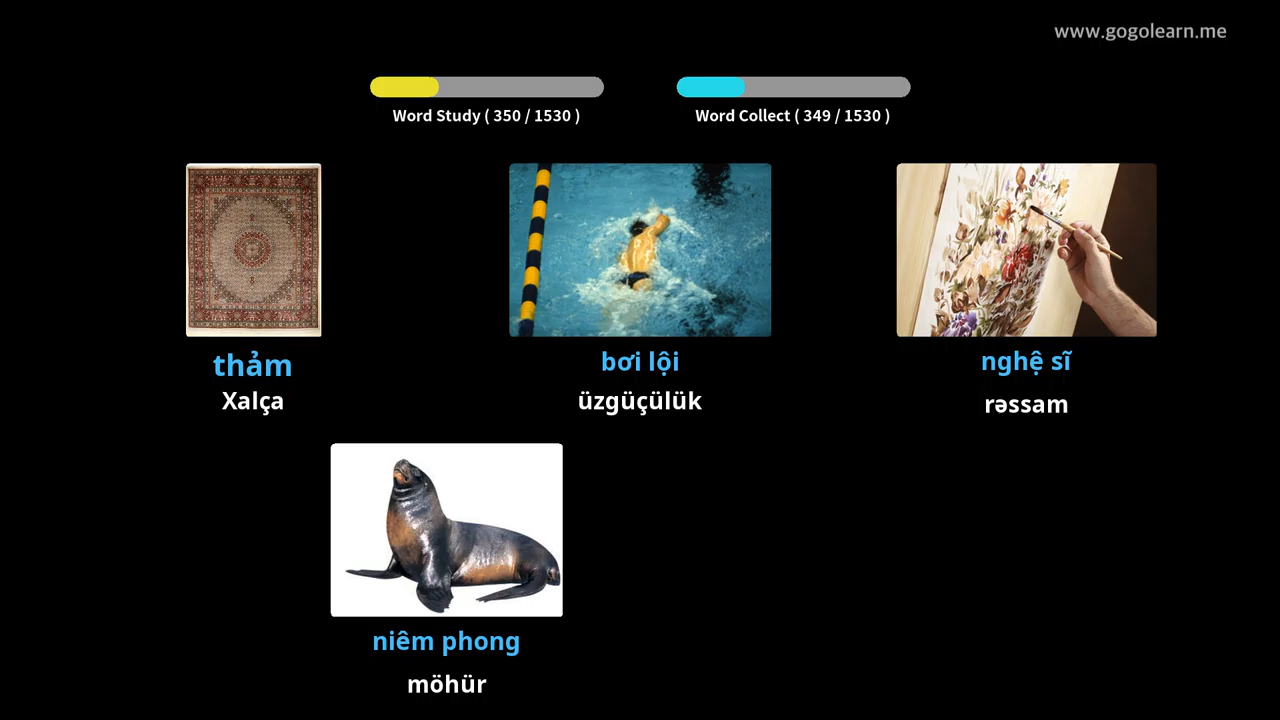 www.gogolearn.me
Word Study ( 350 / 1530 )
Word Collect ( 349 / 1530 )
thảm
Xalça
bơi lội
üzgüçülük
nghệ sĩ
rəssam
niêm phong
möhür